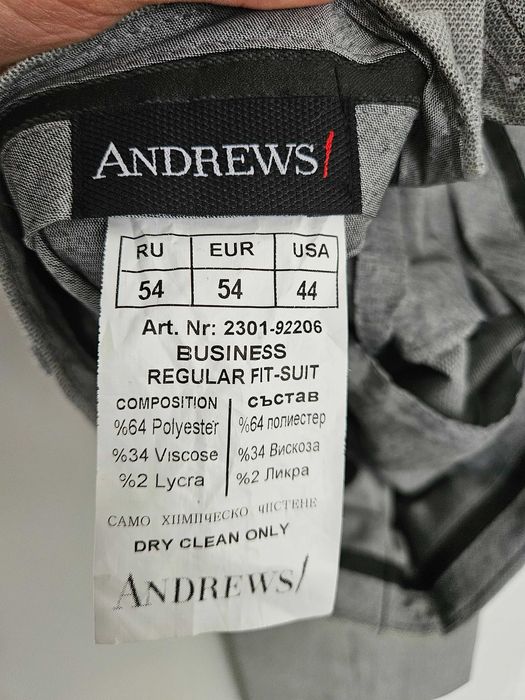 ANDREWS/
RU EUR USA
54 54 44
Art. Nr: 2301-92206
BUSINESS
REGULAR FIT-SUIT
COMPOSITION Състав
%64 Polyester %64 полиестер
%34 Viscose %34 Вискоза
%2 Lycra %2 Ликра
САМО ХИМИЧЕСКО ЧИСТЕНЕ
DRY CLEAN ONLY
ANDREWS/